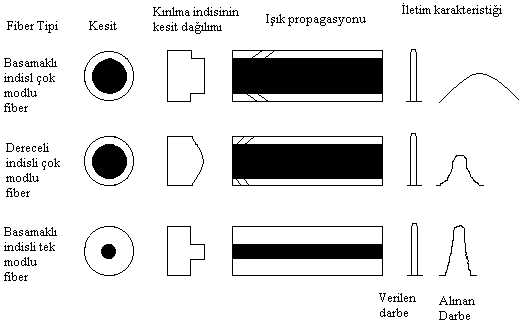 Fiber Tipi
Kesit
Kırılma indisinin
kesit dağılımı
Işık propagasyonu
İletim karakteristiği
Basamaklı
indisl çok
modlu
fiber
Dereceli
indisli çok
modlu
fiber
Basamaklı
indisli tek
modlu
fiber
Verilen
darbe
Alınan
Darbe